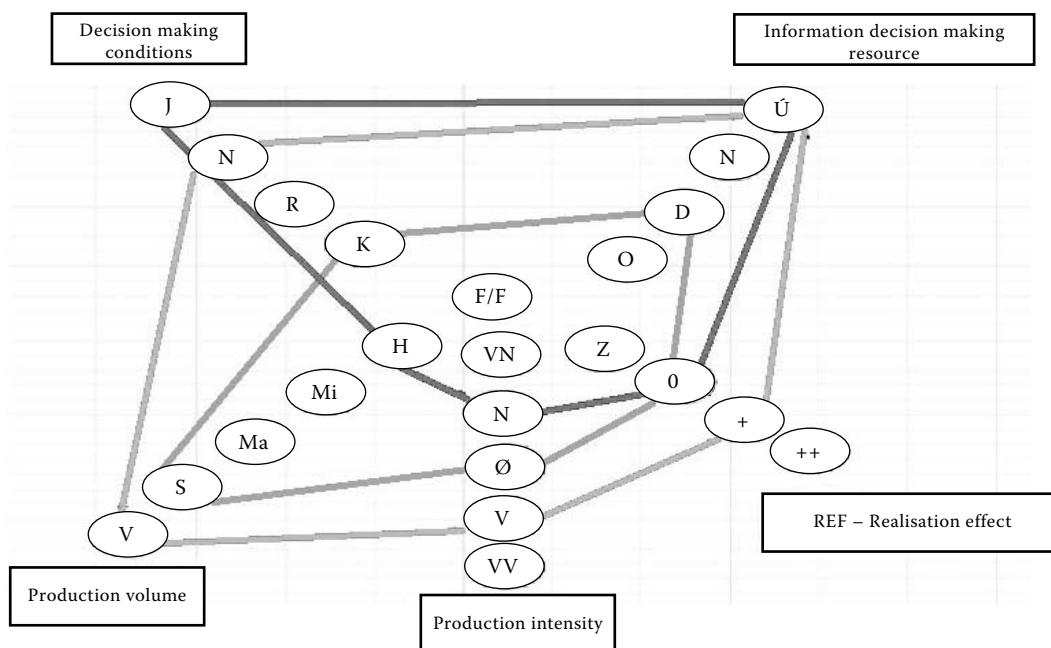 Decision making
conditions
Information decision making
resource
J
Ú
N
N
R
D
K
O
F/F
H
VN
Z
0
Mi
N
+
Ma
++
Ø
S
V
V
REF – Realisation effect
VV
Production volume
Production intensity